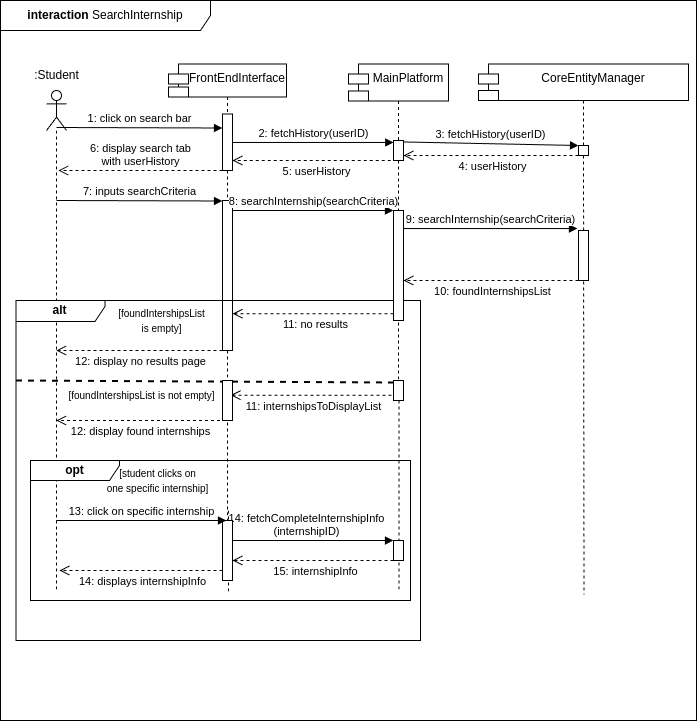 interaction SearchInternship
:Student
FrontEndInterface
MainPlatform
CoreEntityManager
1: click on search bar
2: fetchHistory(userID)
3: fetchHistory(userID)
6: display search tab
with userHistory
5: userHistory
4: userHistory
7: inputs searchCriteria
8: searchInternship(searchCriteria)
9: searchInternship(searchCriteria)
10: foundInternshipsList
alt
[foundIntershipsList
is empty]
11: no results
12: display no results page
[foundIntershipsList is not empty]
11: internshipsToDisplayList
12: display found internships
opt
[student clicks on
one specific internship]
13: click on specific internship
14: fetchCompleteInternshipInfo
(internshipID)
15: internshipInfo
14: displays internshipInfo